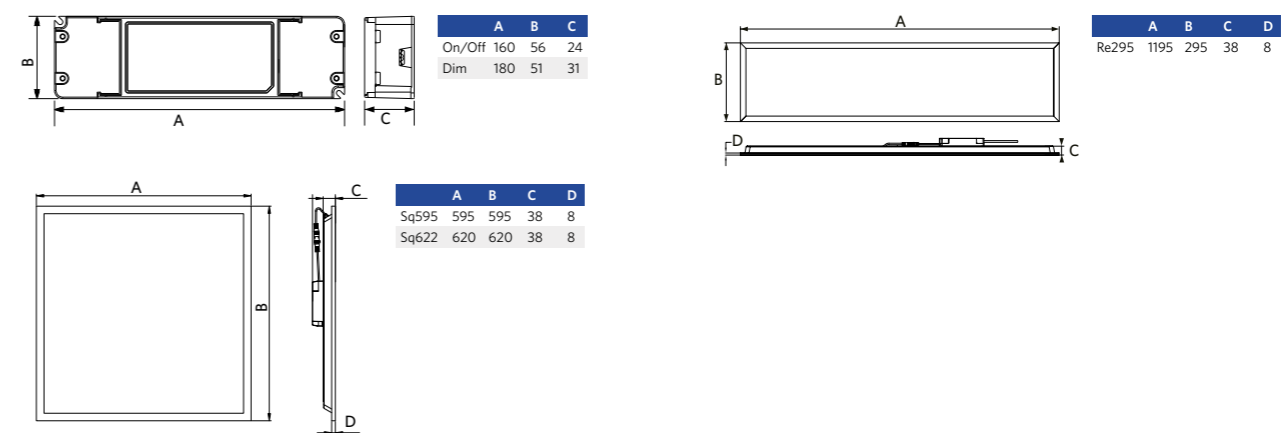 A B C
On/Off 160 56 24
Dim 180 51 31
B
A
C
A B C D
Re295 1195 295 38 8
A
B
D
C
A B C D
Sq595 595 595 38 8
Sq622 620 620 38 8
A
C
B
D